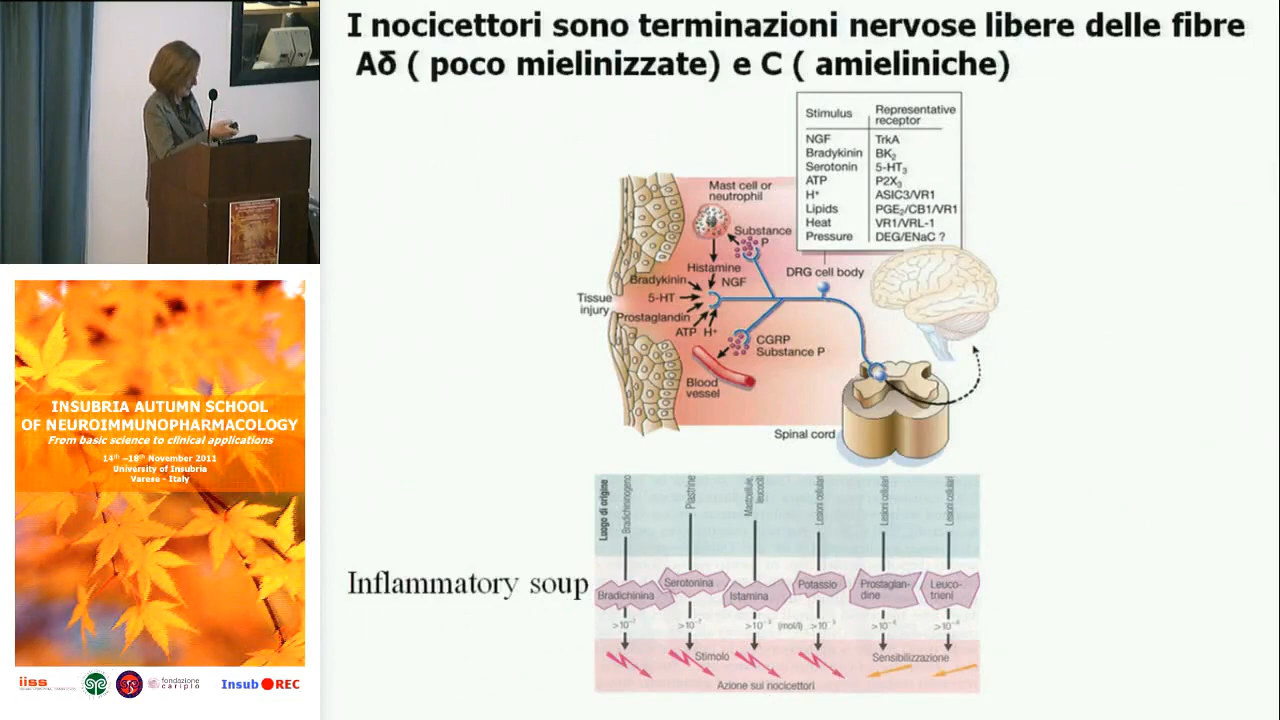 I nocicettori sono terminazioni nervose libere delle fibre
Aδ ( poco mielinizzate) e C ( amieliniche)
Stimulus
Representative
receptor
NGF TrkA
Bradykinin BK2
Serotonin 5-HT3
ATP P2X3
H+ ASIC3/VR1
Lipids PGE2/CB1/VR1
Heat VR1/VRL-1
Pressure DEG/ENaC ?
Mast cell or
neutrophil
Substance
P
Histamine
NGF
Bradykinin
5-HT
Prostaglandin
ATP H+
Tissue
injury
DRG cell body
CGRP
Substance P
Blood
vessel
Spinal cord
INSUBRIA AUTUMN SCHOOL
OF NEUROIMMUNOPHARMACOLOGY
From basic science to clinical applications
14th –18th November 2011
University of Insubria
Varese - Italy
iiss
fondazione
cariplo
Insub REC
Inflammatory soup
Luogo di origine
Bradichininogeno
Piastrine
Mastcellule,
leucociti
Lesioni cellulari
Lesioni cellulari
Lesioni cellulari
Bradichinina
Serotonina
Istamina
Potassio
Prostaglan-
dine
Leuco-
trieni
(mol/l)
Stimolo
Sensibilizzazione
Azione sui nocicettori